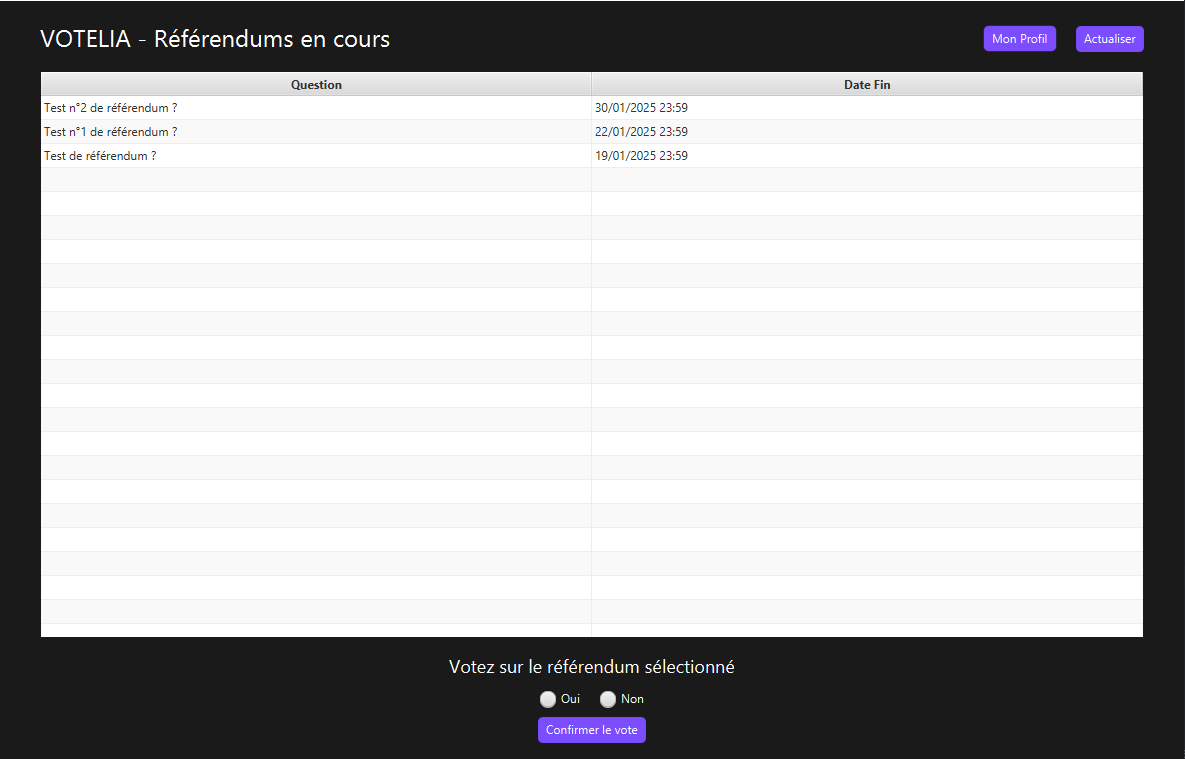 VOTELIA - Référendums en cours
Mon Profil
Actualiser
Question
Date Fin
Test n°2 de référendum ?
30/01/2025 23:59
Test n°1 de référendum ?
22/01/2025 23:59
Test de référendum ?
19/01/2025 23:59
Votez sur le référendum sélectionné
Oui
Non
Confirmer le vote